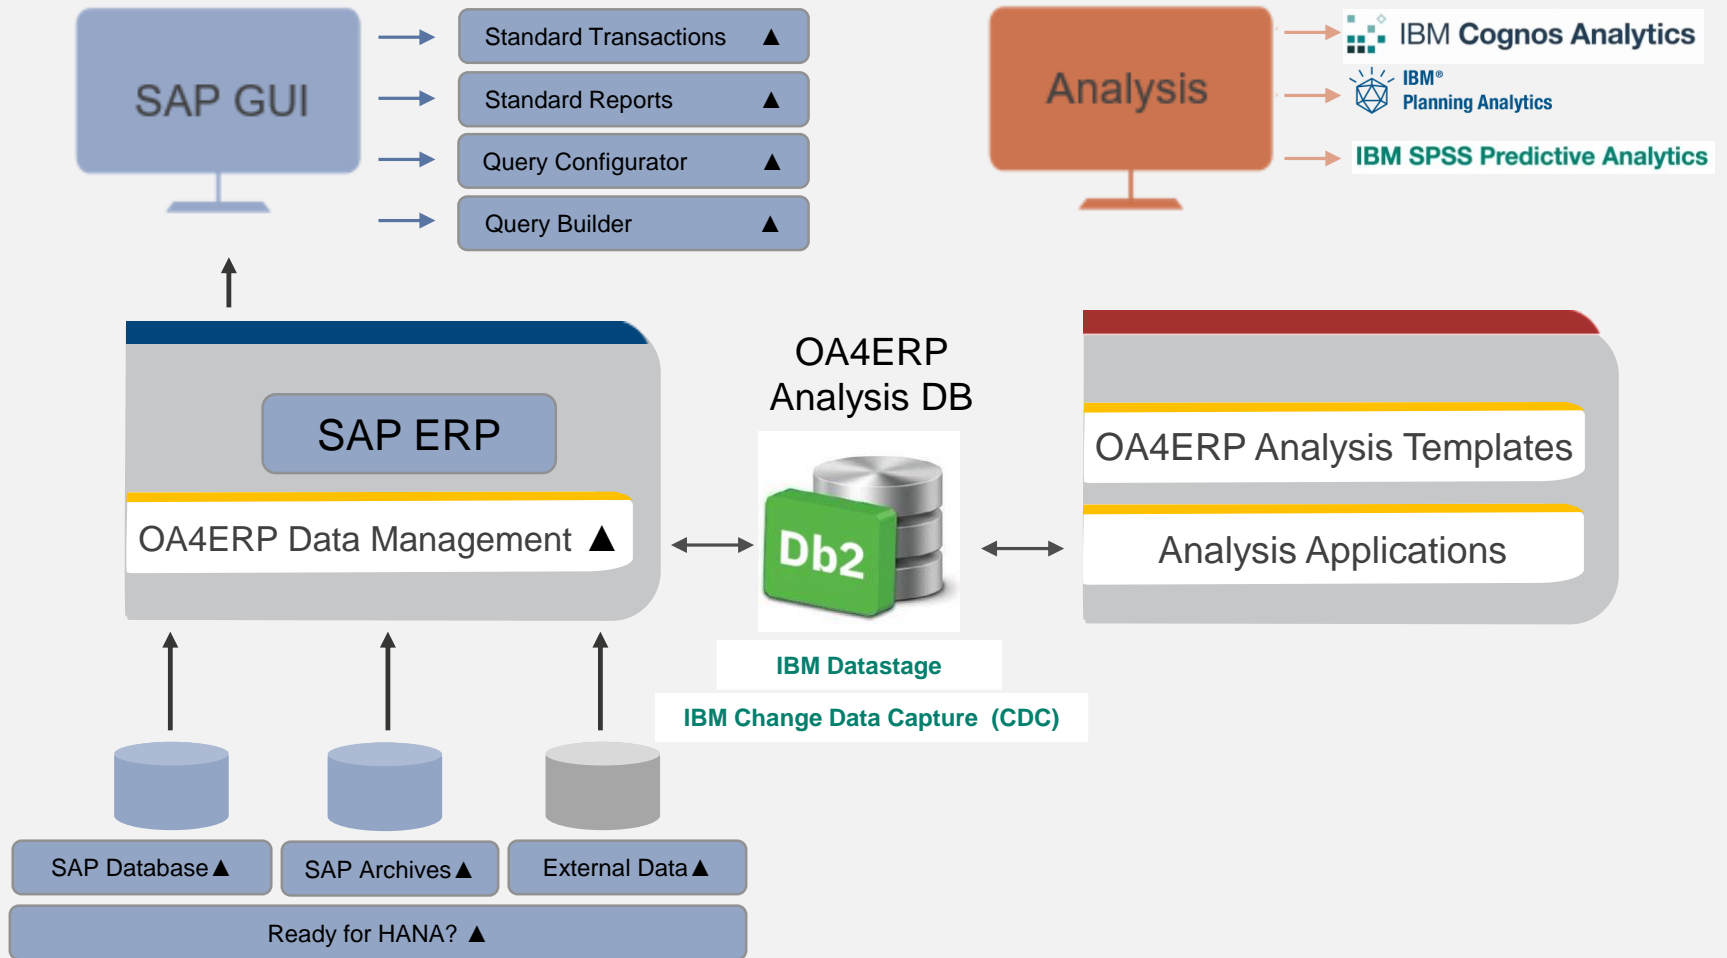 SAP GUI
Standard Transactions ▲
Standard Reports ▲
Query Configurator ▲
Query Builder ▲
Analysis
IBM Cognos Analytics
IBM®
Planning Analytics
IBM SPSS Predictive Analytics
SAP ERP
OA4ERP Data Management ▲
OA4ERP
Analysis DB
Db2
IBM Datastage
IBM Change Data Capture (CDC)
OA4ERP Analysis Templates
Analysis Applications
SAP Database ▲
SAP Archives ▲
External Data ▲
Ready for HANA? ▲